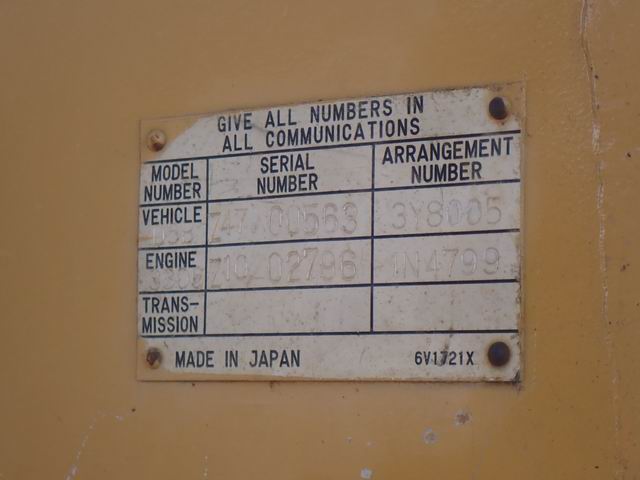 GIVE ALL NUMBERS IN
ALL COMMUNICATIONS
MODEL NUMBER SERIAL NUMBER ARRANGEMENT NUMBER
VEHICLE Z47 00563 3Y8005
ENGINE Z10 02796 1N4799
TRANS-
MISSION
MADE IN JAPAN 6V1721X